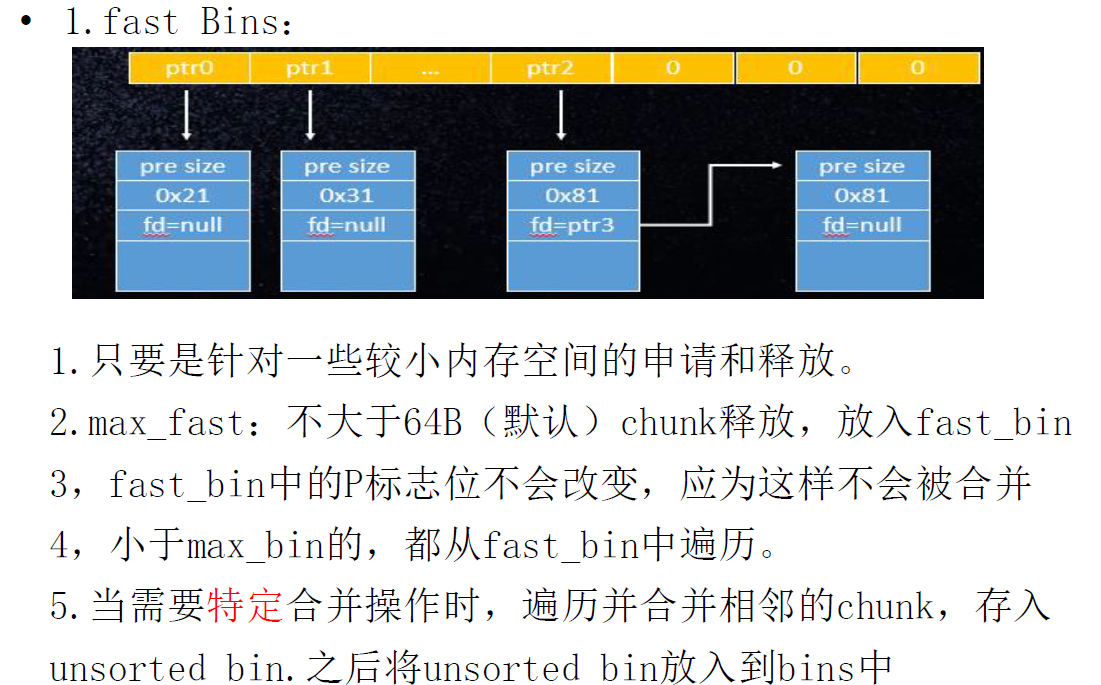 • 1.fast Bins:
ptr0 ptr1 … ptr2 0 0 0
pre size pre size pre size pre size
0x21 0x31 0x81 0x81
fd=null fd=null fd=ptr3 fd=null
1.只要是针对一些较小内存空间的申请和释放。
2.max_fast：不大于64B（默认）chunk释放，放入fast_bin
3，fast_bin中的P标志位不会改变，应为这样不会被合并
4，小于max_bin的，都从fast_bin中遍历。
5.当需要特定合并操作时，遍历并合并相邻的chunk，存入
unsorted bin.之后将unsorted bin放入到bins中